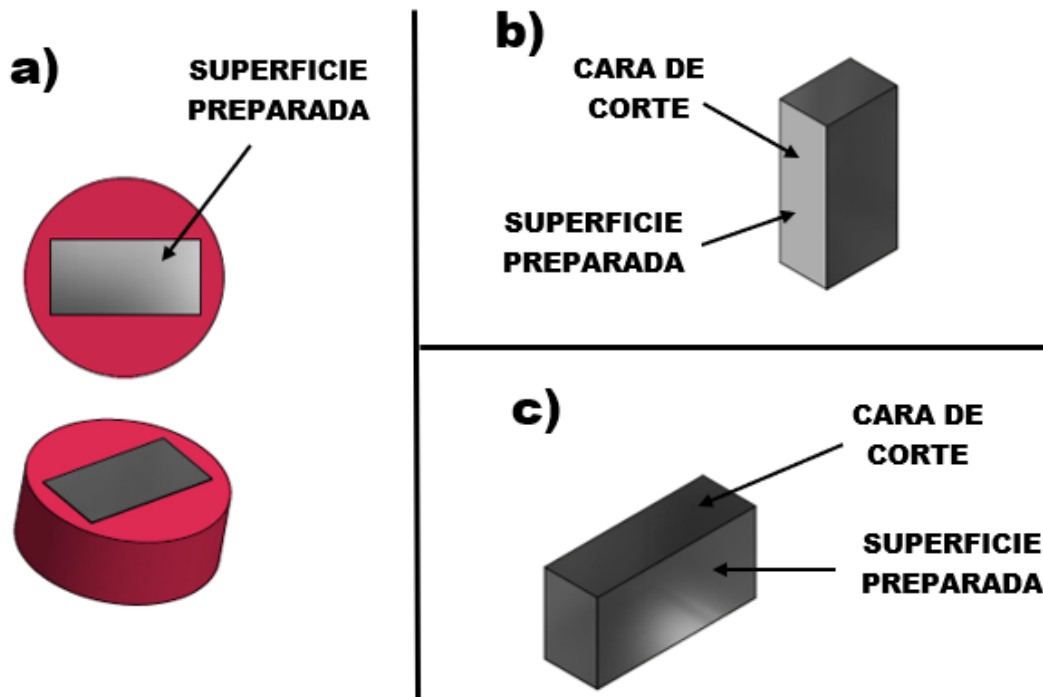 a)
SUPERFICIE
PREPARADA
b)
CARA DE
CORTE
SUPERFICIE
PREPARADA
c)
CARA DE
CORTE
SUPERFICIE
PREPARADA